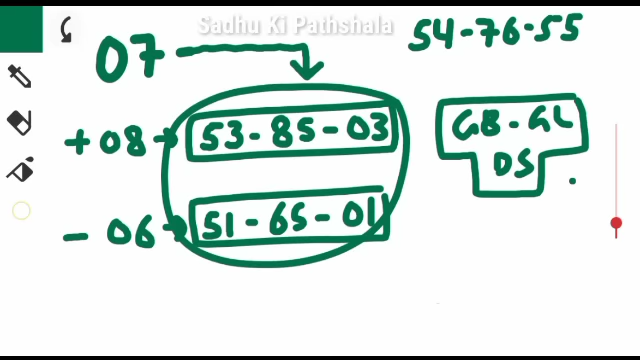 Sadhu Ki Pathshala
07
54-76-55
+08→ 53-85-03
GB-GL
DS
-06→ 51-65-01